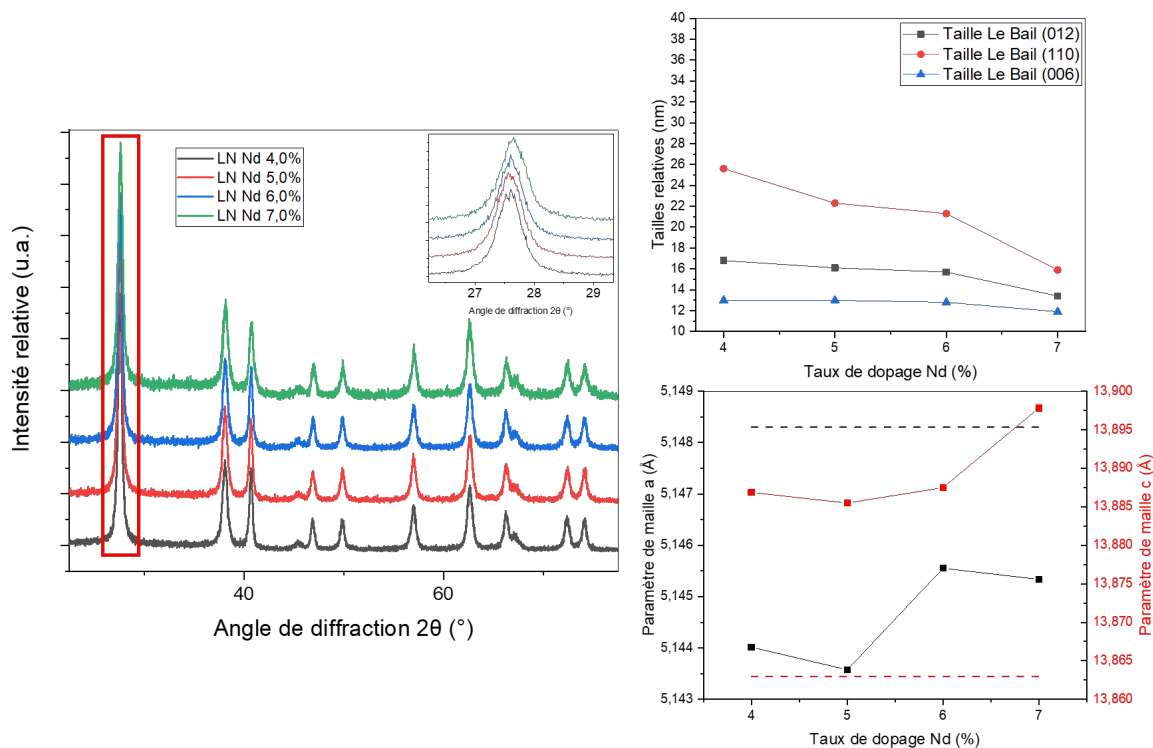 Intensité relative (u.a.)
LN Nd 4,0%
LN Nd 5,0%
LN Nd 6,0%
LN Nd 7,0%
27 28 29
Angle de diffraction 2θ (°)
40 60
Angle de diffraction 2θ (°)
Tailles relatives (nm)
40
38
36
34
32
30
28
26
24
22
20
18
16
14
12
10
Taille Le Bail (012)
Taille Le Bail (110)
Taille Le Bail (006)
4 5 6 7
Taux de dopage Nd (%)
Paramètre de maille a (Å)
5,149
5,148
5,147
5,146
5,145
5,144
5,143
13,900
13,895
13,890
13,885
13,880
13,875
13,870
13,865
13,860
Paramètre de maille c (Å)
4 5 6 7
Taux de dopage Nd (%)